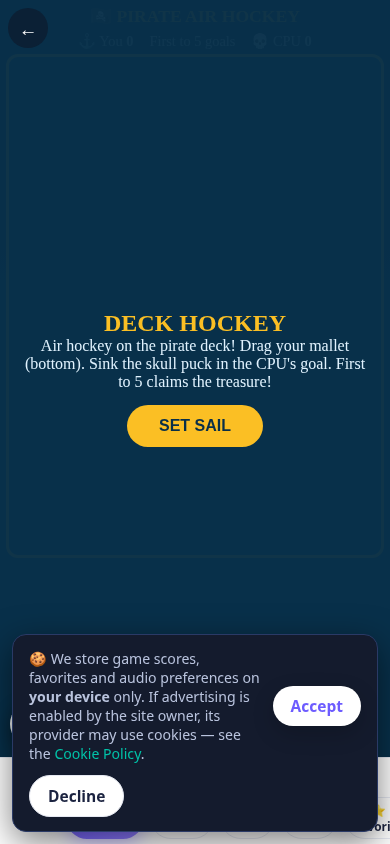 ←
PIRATE AIR HOCKEY
You 0 First to 5 goals CPU 0
DECK HOCKEY
Air hockey on the pirate deck! Drag your mallet
(bottom). Sink the skull puck in the CPU's goal. First
to 5 claims the treasure!
SET SAIL
🍪 We store game scores,
favorites and audio preferences on
your device only. If advertising is
enabled by the site owner, its
provider may use cookies — see
the Cookie Policy.
Accept
Decline